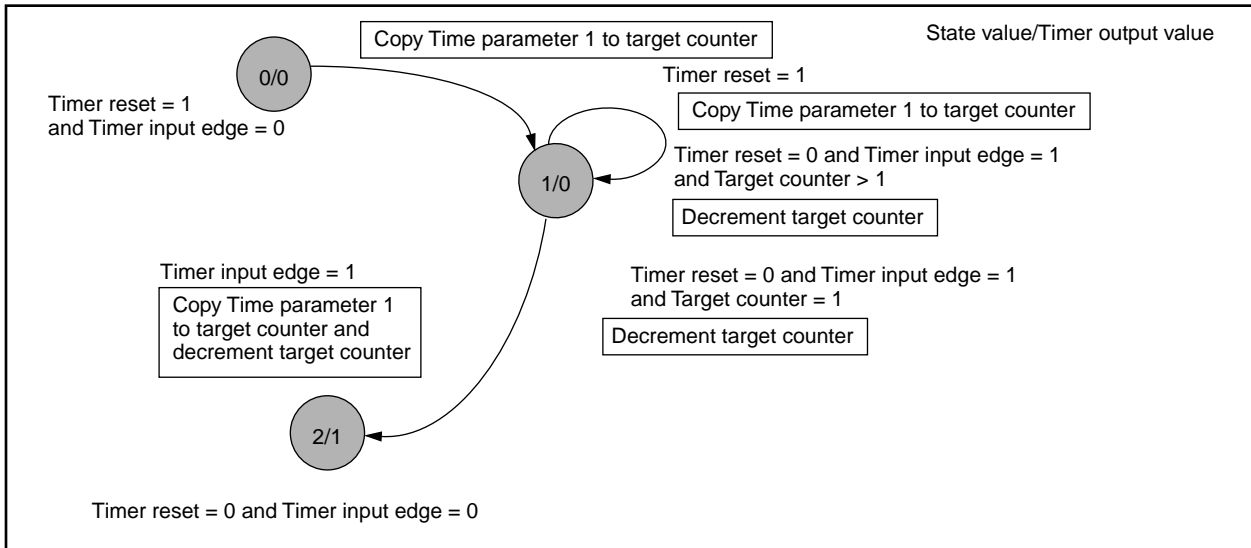 Copy Time parameter 1 to target counter
State value/Timer output value
0/0
Timer reset = 1
Timer reset = 1
and Timer input edge = 0
Copy Time parameter 1 to target counter
Timer reset = 0 and Timer input edge = 1
and Target counter > 1
1/0
Decrement target counter
Timer input edge = 1
Copy Time parameter 1
to target counter and
decrement target counter
Timer reset = 0 and Timer input edge = 1
and Target counter = 1
Decrement target counter
2/1
Timer reset = 0 and Timer input edge = 0